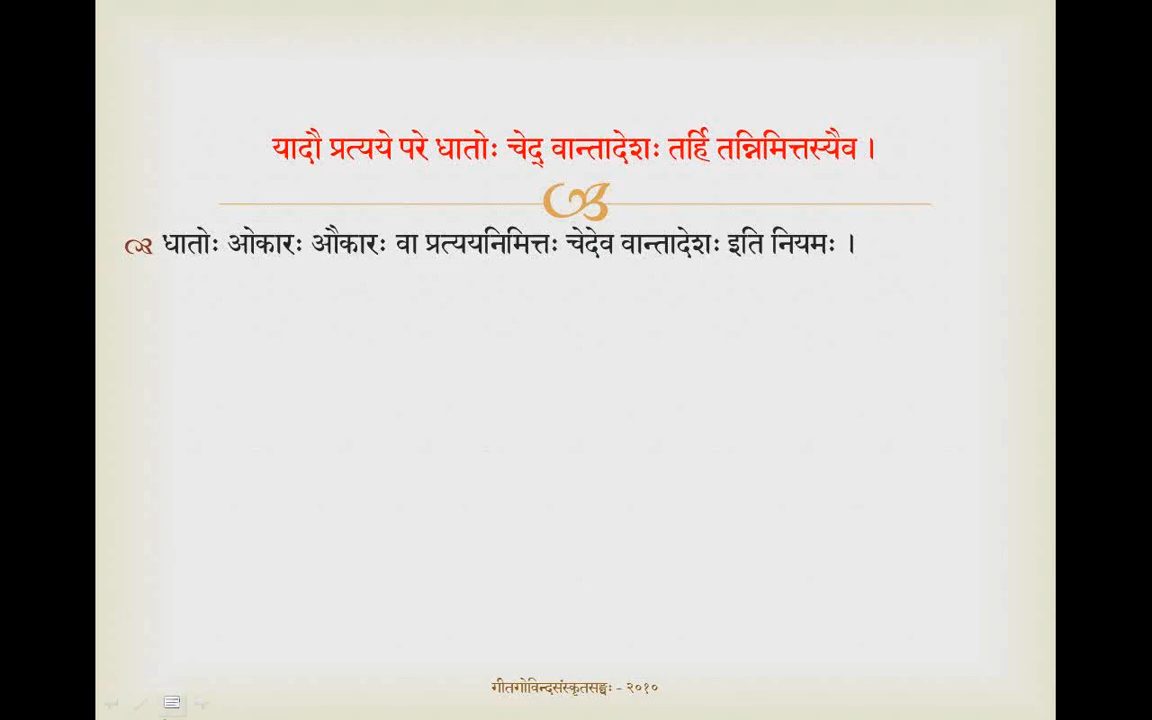 यादौ प्रत्यये परे धातोः चेद् वान्तादेशः तर्हि तन्निमित्तस्यैव ।
धातोः ओकारः औकारः वा प्रत्ययनिमित्तः चेदेव वान्तादेशः इति नियमः ।
गीतगोविन्दसंस्कृतसङ्घः - २०१०